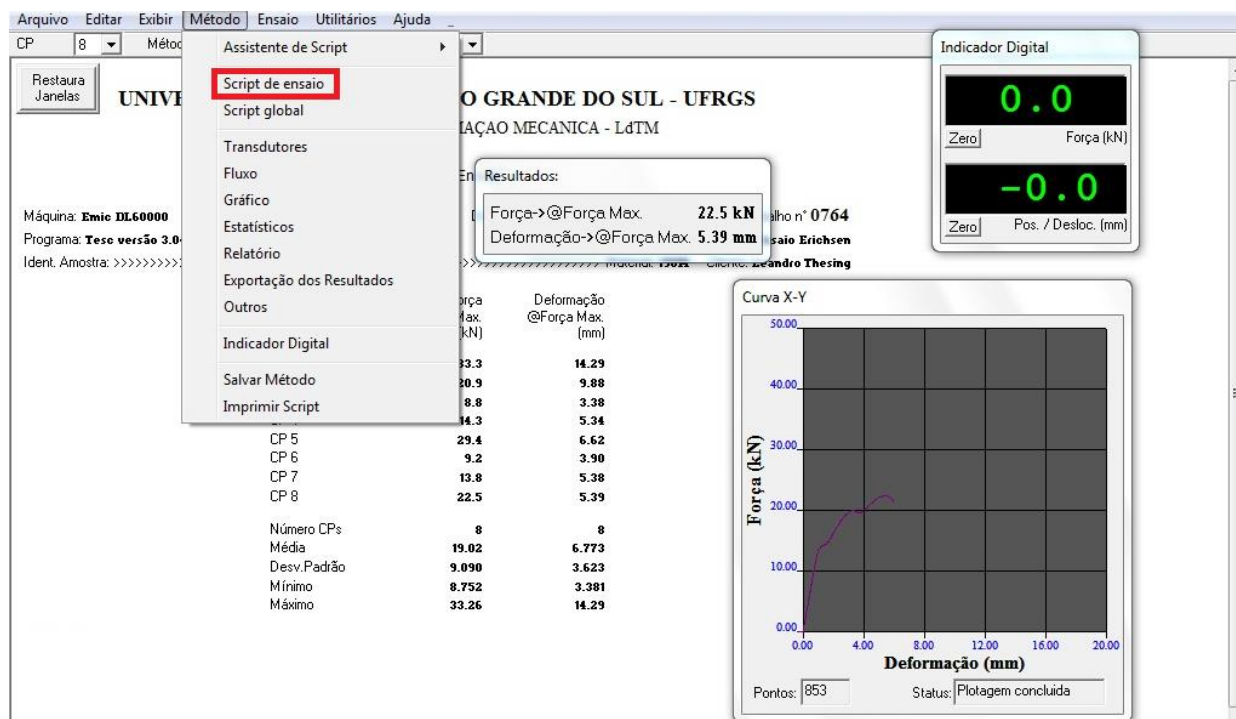 Arquivo Editar Exibir Método Ensaio Utilitários Ajuda
CP 8 Métod
Restaura
Janelas
UNIVE
O GRANDE DO SUL - UFRGS
MAÇAO MECANICA - LdTM
En
Máquina: Emic DL60000
alho n° 0764
Programa: Tesc versão 3.0
saio Erichsen
Ident. Amostra: >>>>>>>>>
>>>>>>>>>>>>>>>>>>>>
Cliente: Leandro Thesing
Assistente de Script
Script de ensaio
Script global
Transdutores
Fluxo
Gráfico
Estatísticos
Relatório
Exportação dos Resultados
Outros
Indicador Digital
Salvar Método
Imprimir Script
Resultados:
Força->@Força Max. 22.5 kN
Deformação->@Força Max. 5.39 mm
orça Deformação
Max. @Força Max.
(kN) (mm)
33.3 14.29
20.9 9.88
8.8 3.38
14.3 5.34
CP 5 29.4 6.62
CP 6 9.2 3.90
CP 7 13.8 5.38
CP 8 22.5 5.39
Número CPs 8 8
Média 19.02 6.773
Desv.Padrão 9.090 3.623
Mínimo 8.752 3.381
Máximo 33.26 14.29
Indicador Digital
0.0
Zero Força (kN)
-0.0
Zero Pos. / Desloc. (mm)
Curva X-Y
50.00
40.00
30.00
20.00
10.00
0.00
Força (kN)
0.00 4.00 8.00 12.00 16.00 20.00
Deformação (mm)
Pontos: 853 Status: Plotagem concluida